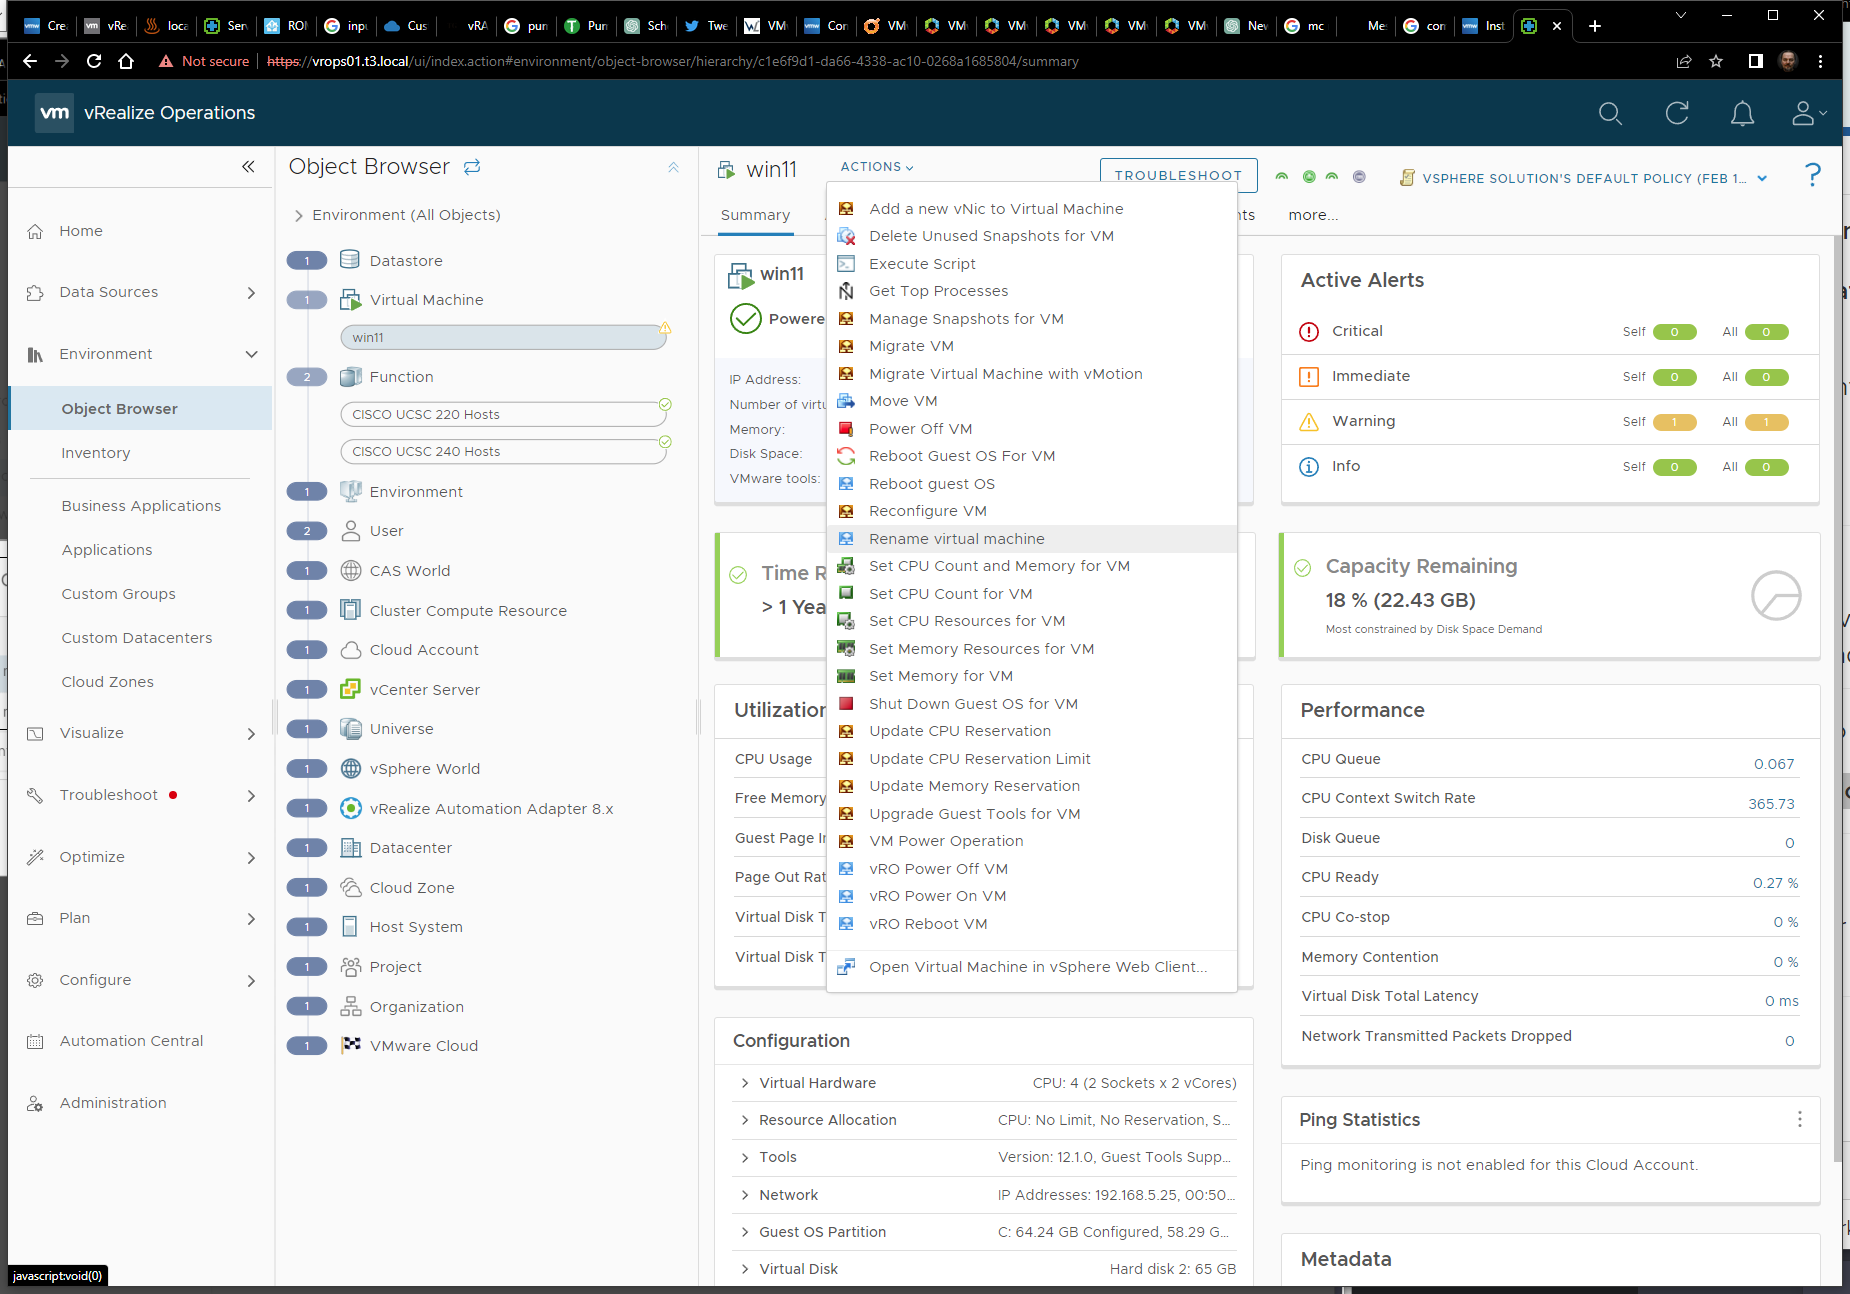 Cre
vRe
loca
Ser
ROI
inpu
Cus
vRA
pur
Pur
Sch
Twe
VM
Con
VM
VM
VM
VM
VM
VM
Nev
mc
Me
con
Inst
Not secure
https://vrops01.t3.local/ui/index.action#environment/object-browser/hierarchy/c1e6f9d1-da66-4338-ac10-0268a1685804/summary
vm vRealize Operations
Home
Data Sources
Environment
Object Browser
Inventory
Business Applications
Applications
Custom Groups
Custom Datacenters
Cloud Zones
Visualize
Troubleshoot
Optimize
Plan
Configure
Automation Central
Administration
Object Browser
Environment (All Objects)
1 Datastore
1 Virtual Machine
win11
2 Function
CISCO UCSC 220 Hosts
CISCO UCSC 240 Hosts
1 Environment
2 User
1 CAS World
1 Cluster Compute Resource
1 Cloud Account
1 vCenter Server
1 Universe
1 vSphere World
1 vRealize Automation Adapter 8.x
1 Datacenter
1 Cloud Zone
1 Host System
1 Project
1 Organization
1 VMware Cloud
win11
ACTIONS
TROUBLESHOOT
VSPHERE SOLUTION'S DEFAULT POLICY (FEB 1...
?
Summary
nts
more...
Add a new vNic to Virtual Machine
Delete Unused Snapshots for VM
Execute Script
Get Top Processes
Manage Snapshots for VM
Migrate VM
Migrate Virtual Machine with vMotion
Move VM
Power Off VM
Reboot Guest OS For VM
Reboot guest OS
Reconfigure VM
Rename virtual machine
Set CPU Count and Memory for VM
Set CPU Count for VM
Set CPU Resources for VM
Set Memory Resources for VM
Set Memory for VM
Shut Down Guest OS for VM
Update CPU Reservation
Update CPU Reservation Limit
Update Memory Reservation
Upgrade Guest Tools for VM
VM Power Operation
vRO Power Off VM
vRO Power On VM
vRO Reboot VM
Open Virtual Machine in vSphere Web Client...
win11
Powere
IP Address:
Number of virtu
Memory:
Disk Space:
VMware tools:
Time R
> 1 Yea
Utilization
CPU Usage
Free Memory
Guest Page In
Page Out Rat
Virtual Disk T
Virtual Disk T
Configuration
Virtual Hardware CPU: 4 (2 Sockets x 2 vCores)
Resource Allocation CPU: No Limit, No Reservation, S...
Tools Version: 12.1.0, Guest Tools Supp...
Network IP Addresses: 192.168.5.25, 00:50...
Guest OS Partition C: 64.24 GB Configured, 58.29 G...
Virtual Disk Hard disk 2: 65 GB
Active Alerts
Critical Self 0 All 0
Immediate Self 0 All 0
Warning Self 1 All 1
Info Self 0 All 0
Capacity Remaining
18 % (22.43 GB)
Most constrained by Disk Space Demand
Performance
CPU Queue 0.067
CPU Context Switch Rate 365.73
Disk Queue 0
CPU Ready 0.27 %
CPU Co-stop 0 %
Memory Contention 0 %
Virtual Disk Total Latency 0 ms
Network Transmitted Packets Dropped 0
Ping Statistics
Ping monitoring is not enabled for this Cloud Account.
Metadata
javascript:void(0)